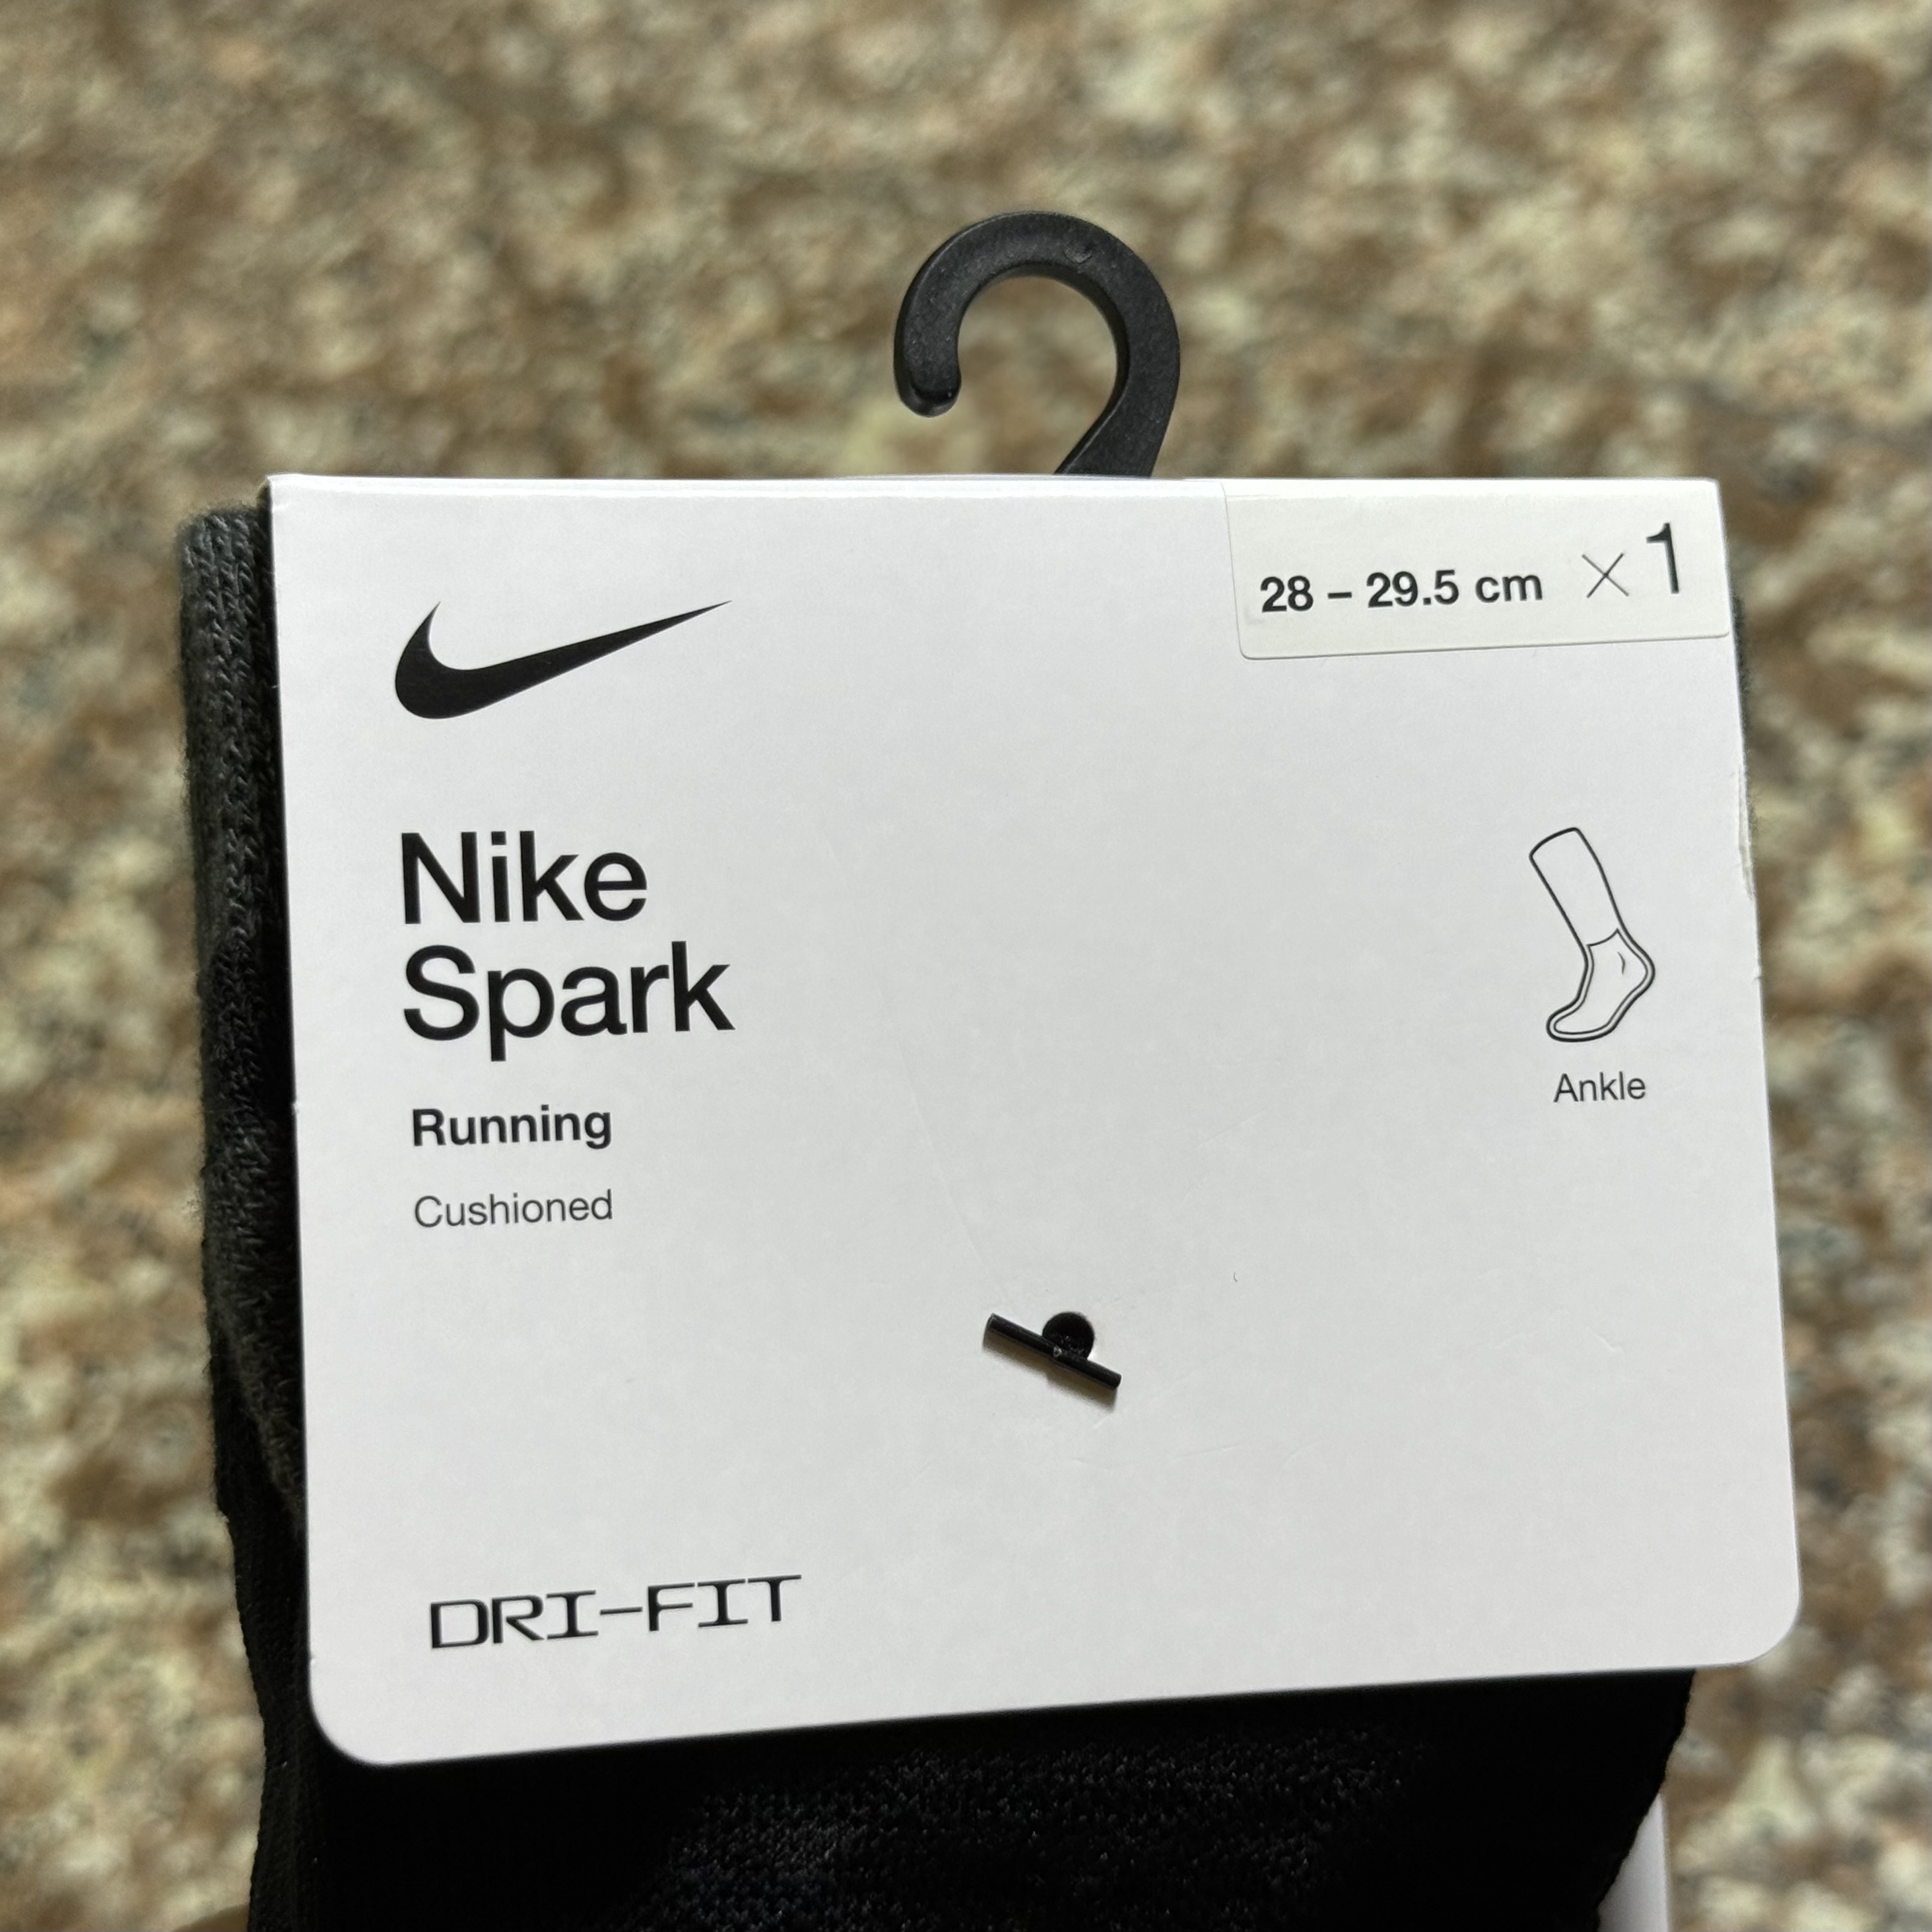 28 – 29.5 cm × 1
Nike
Spark
Running
Cushioned
Ankle
DRI-FIT